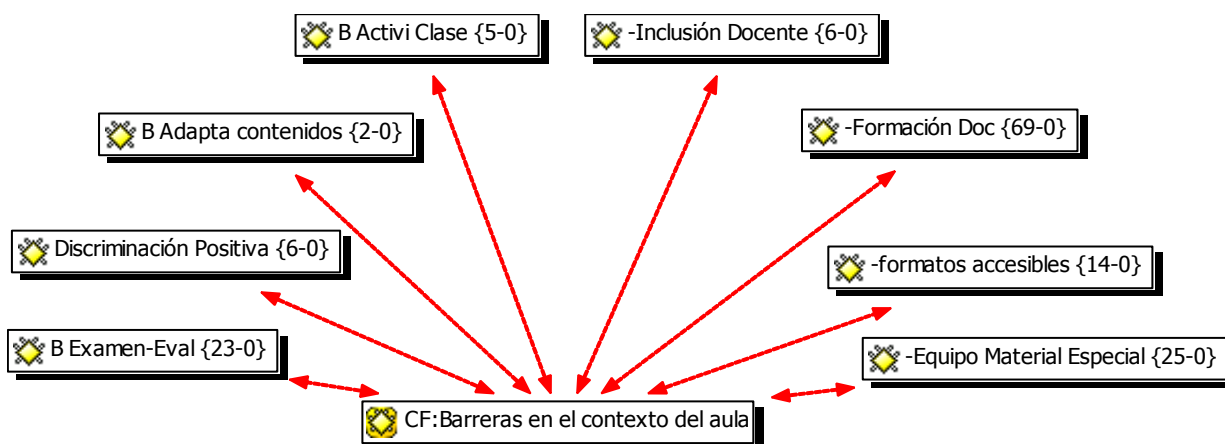 B Activi Clase {5-0}
-Inclusión Docente {6-0}
B Adapta contenidos {2-0}
-Formación Doc {69-0}
Discriminación Positiva {6-0}
-formatos accesibles {14-0}
B Examen-Eval {23-0}
-Equipo Material Especial {25-0}
CF:Barreras en el contexto del aula